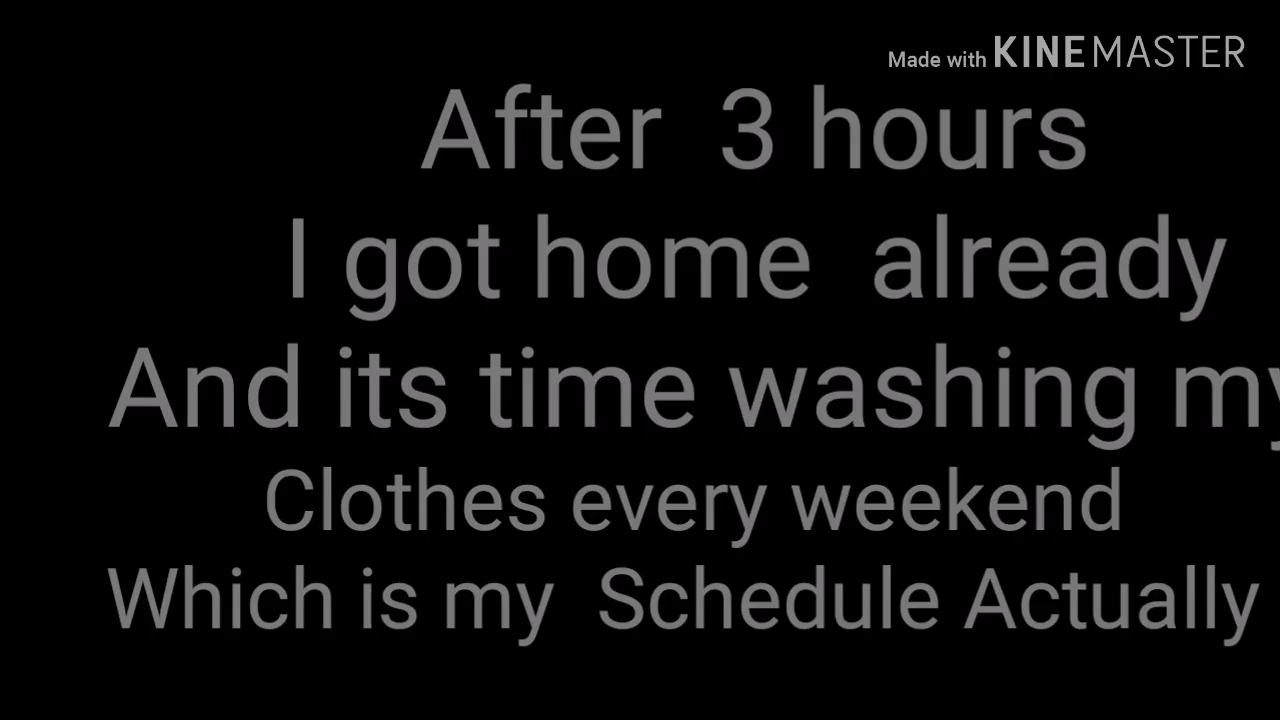 Made with KINEMASTER
After 3 hours
I got home already
And its time washing my
Clothes every weekend
Which is my Schedule Actually